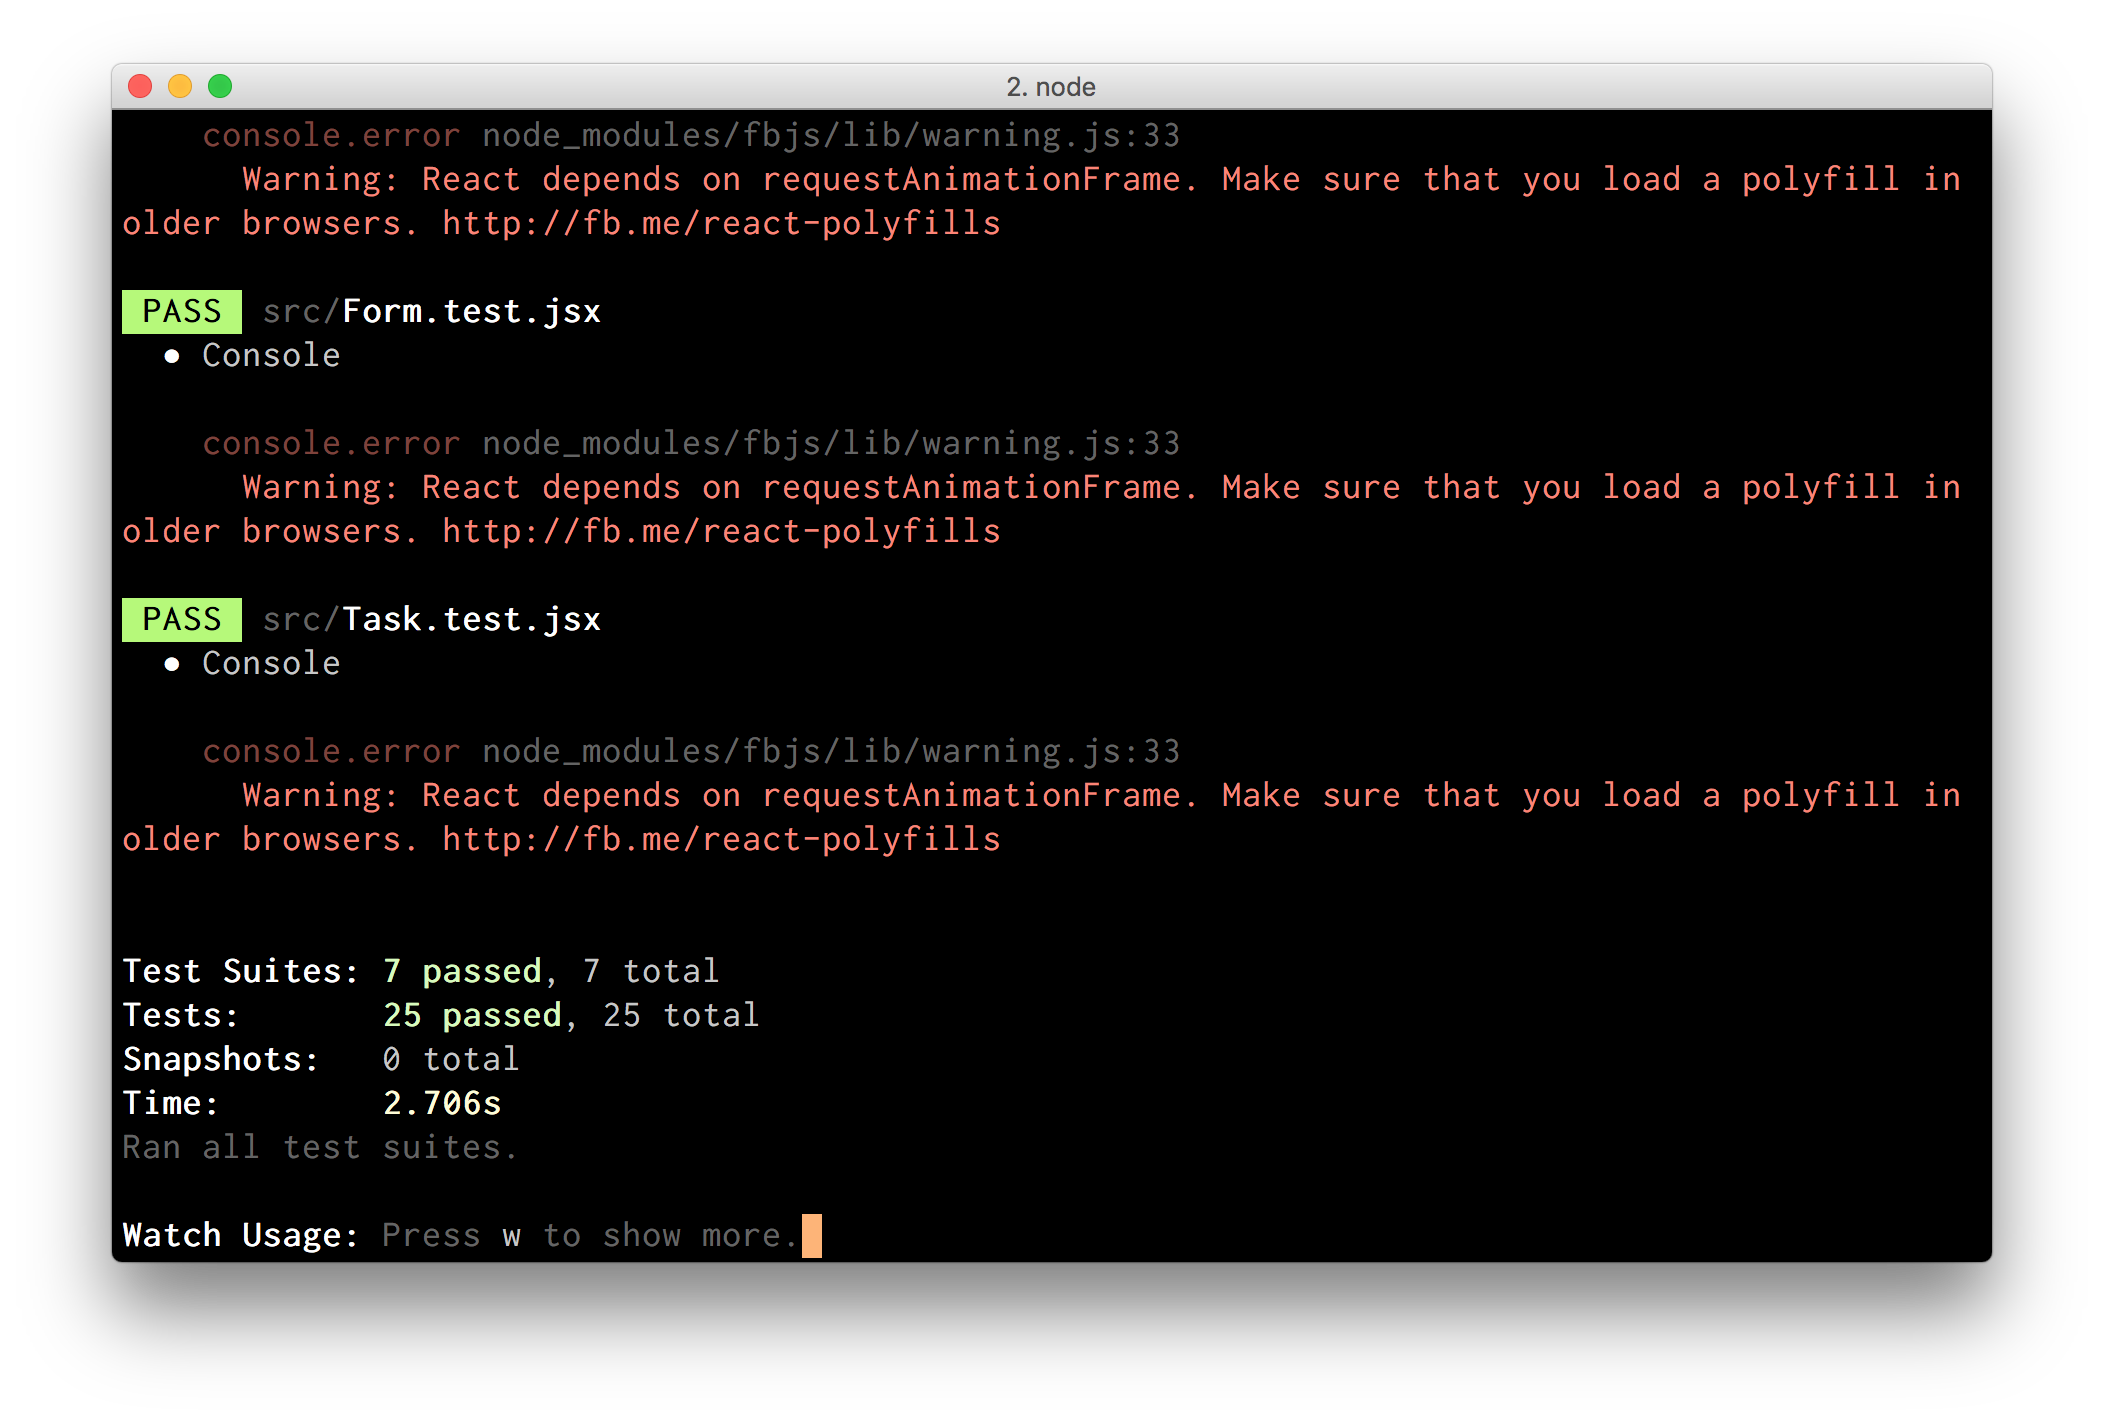 2. node
console.error node_modules/fbjs/lib/warning.js:33
Warning: React depends on requestAnimationFrame. Make sure that you load a polyfill in
older browsers. http://fb.me/react-polyfills
PASS src/Form.test.jsx
● Console
console.error node_modules/fbjs/lib/warning.js:33
Warning: React depends on requestAnimationFrame. Make sure that you load a polyfill in
older browsers. http://fb.me/react-polyfills
PASS src/Task.test.jsx
● Console
console.error node_modules/fbjs/lib/warning.js:33
Warning: React depends on requestAnimationFrame. Make sure that you load a polyfill in
older browsers. http://fb.me/react-polyfills
Test Suites: 7 passed, 7 total
Tests: 25 passed, 25 total
Snapshots: 0 total
Time: 2.706s
Ran all test suites.
Watch Usage: Press w to show more.